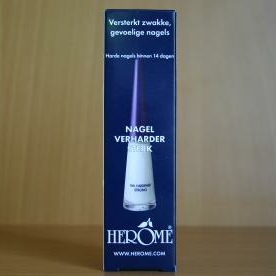 Versterkt zwakke,
gevoelige nagels
Harde nagels binnen 14 dagen
NAGEL
VERHARDER
STERK
HERÔME®
WWW.HEROME.COM